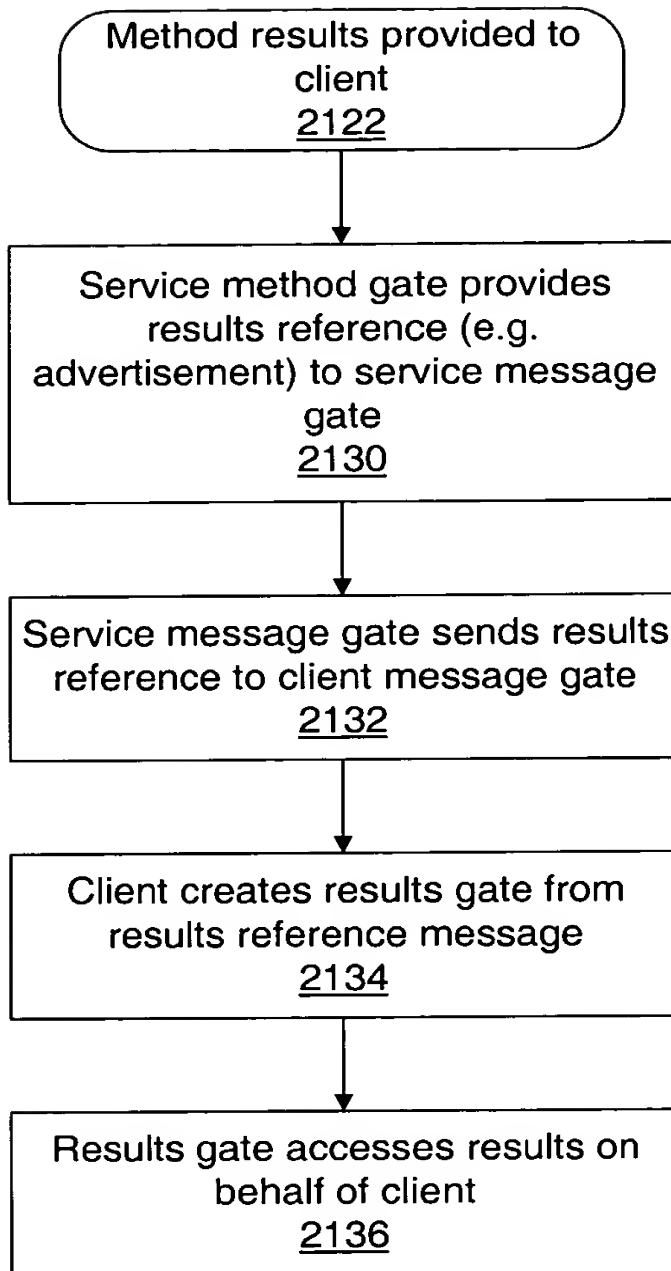 Method results provided to
client
2122
Service method gate provides
results reference (e.g.
advertisement) to service message
gate
2130
Service message gate sends results
reference to client message gate
2132
Client creates results gate from
results reference message
2134
Results gate accesses results on
behalf of client
2136